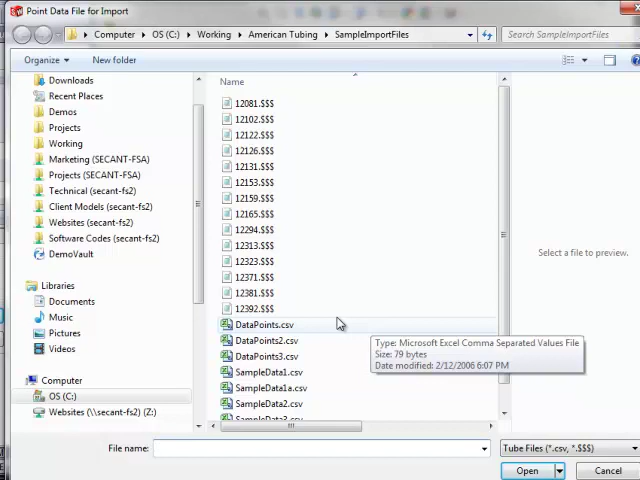 Point Data File for Import
Computer ▸ OS (C:) ▸ Working ▸ American Tubing ▸ SampleImportFiles
Search SampleImportFiles
Organize
New folder
Downloads
Recent Places
Demos
Projects
Working
Marketing (SECANT-FSA)
Projects (SECANT-FSA)
Technical (secant-fs2)
Client Models (secant-fs2)
Websites (secant-fs2)
Software Codes (secant-fs2)
DemoVault
Libraries
Documents
Music
Pictures
Videos
Computer
OS (C:)
Websites (\\secant-fs2) (Z:)
Name
12081.$$$
12102.$$$
12122.$$$
12126.$$$
12131.$$$
12153.$$$
12159.$$$
12165.$$$
12294.$$$
12313.$$$
12323.$$$
12371.$$$
12381.$$$
12392.$$$
DataPoints.csv
DataPoints2.csv
DataPoints3.csv
SampleData1.csv
SampleData1a.csv
SampleData2.csv
SampleData3.csv
Type: Microsoft Excel Comma Separated Values File
Size: 79 bytes
Date modified: 2/12/2006 6:07 PM
Select a file to preview.
File name:
Tube Files (*.csv, *.$$$)
Open
Cancel